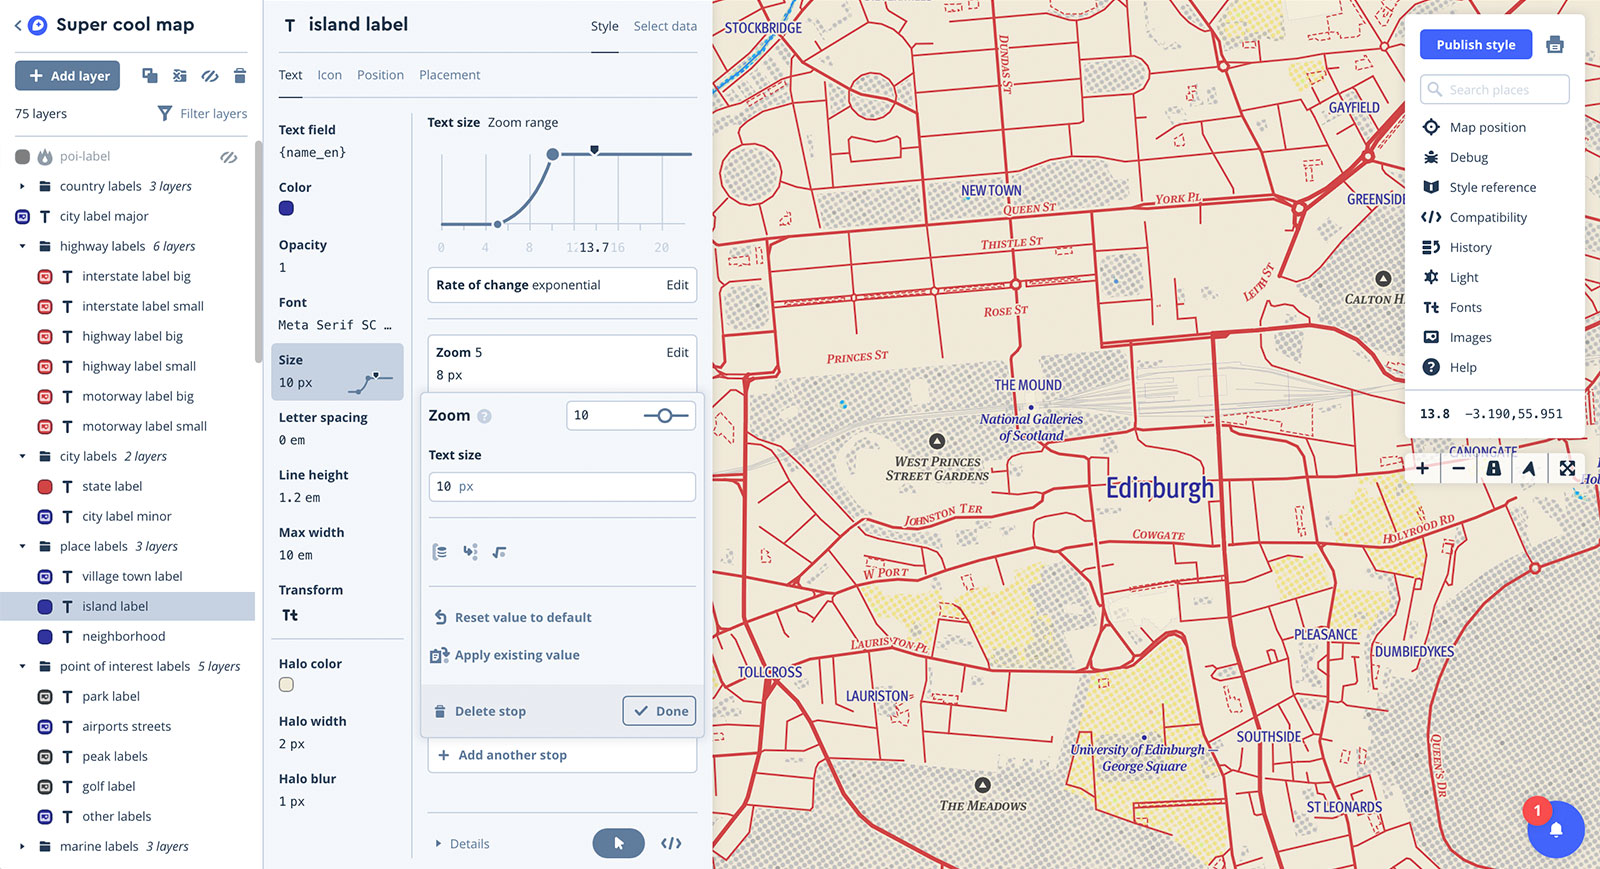 Super cool map
Add layer
75 layers
Filter layers
poi-label
country labels 3 layers
city label major
highway labels 6 layers
interstate label big
interstate label small
highway label big
highway label small
motorway label big
motorway label small
city labels 2 layers
state label
city label minor
place labels 3 layers
village town label
island label
neighborhood
point of interest labels 5 layers
park label
airports streets
peak labels
golf label
other labels
marine labels 3 layers
T island label
Style
Select data
Text
Icon
Position
Placement
Text field
{name_en}
Color
Opacity
1
Font
Meta Serif SC …
Size
10 px
Letter spacing
0 em
Line height
1.2 em
Max width
10 em
Transform
Tt
Halo color
Halo width
2 px
Halo blur
1 px
Text size Zoom range
0 4 8 13.7 16 20
Rate of change exponential
Edit
Zoom 5
Edit
8 px
Zoom ?
10
Text size
10 px
Reset value to default
Apply existing value
Delete stop
Done
+ Add another stop
Details
</>
STOCKBRIDGE
DUNDAS ST
GAYFIELD
NEW TOWN
YORK PL
QUEEN ST
GREENSIDE
THISTLE ST
LEITH ST
CALTON H
ROSE ST
PRINCES ST
THE MOUND
National Galleries
of Scotland
WEST PRINCES
STREET GARDENS
CANONGATE
Edinburgh
JOHNSTON TER
COWGATE
HOLYROOD RD
W PORT
LAURISTON PL
PLEASANCE
DUMBIEDYKES
TOLLCROSS
LAURISTON
SOUTHSIDE
University of Edinburgh –
George Square
QUEEN'S DR
THE MEADOWS
ST LEONARDS
Publish style
Search places
Map position
Debug
Style reference
</> Compatibility
History
Light
Tt Fonts
Images
? Help
13.8 −3.190,55.951
+ −
1